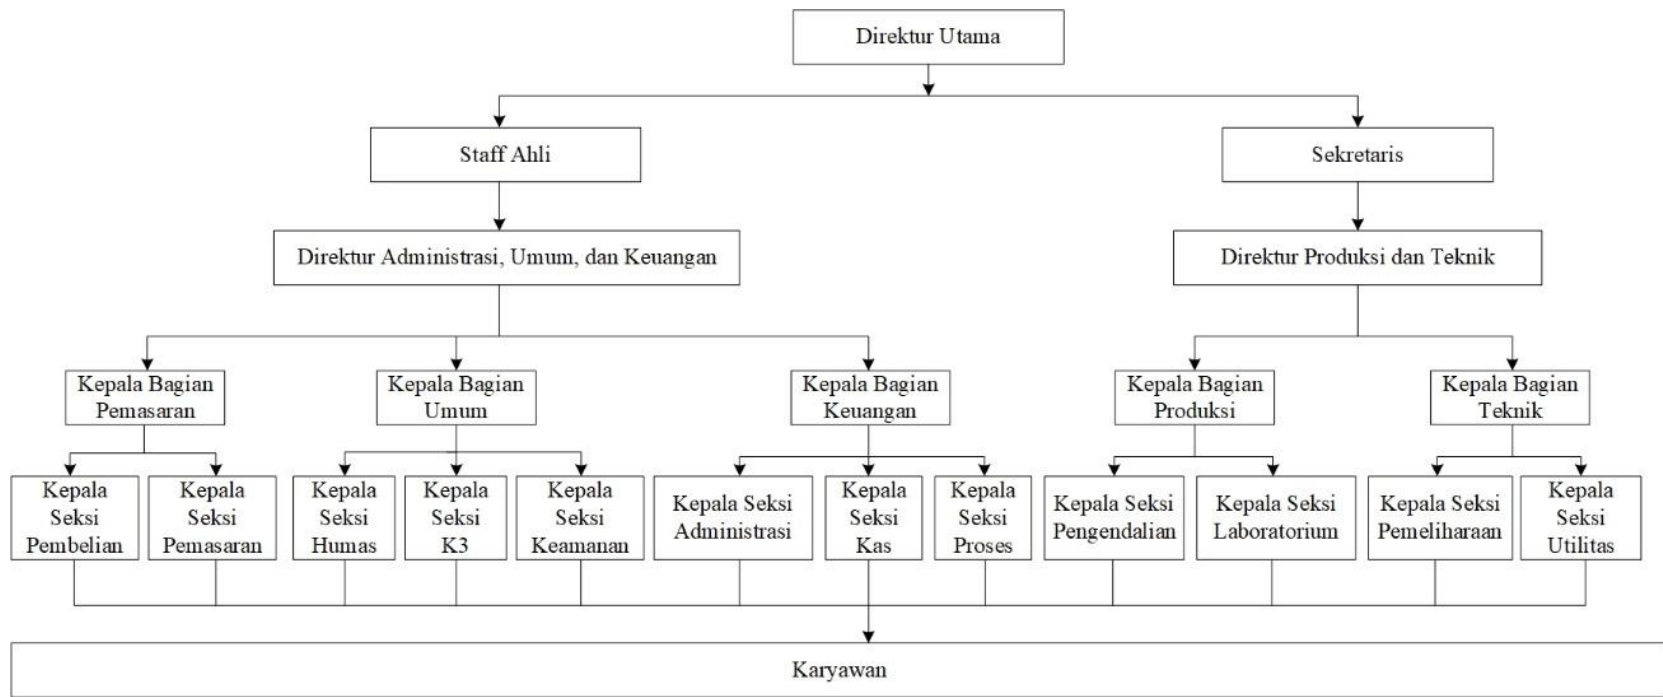 Direktur Utama
Staff Ahli
Sekretaris
Direktur Administrasi, Umum, dan Keuangan
Direktur Produksi dan Teknik
Kepala Bagian
Pemasaran
Kepala Bagian
Umum
Kepala Bagian
Keuangan
Kepala Bagian
Produksi
Kepala Bagian
Teknik
Kepala
Seksi
Pembelian
Kepala
Seksi
Pemasaran
Kepala
Seksi
Humas
Kepala
Seksi
K3
Kepala
Seksi
Keamanan
Kepala Seksi
Administrasi
Kepala
Seksi
Kas
Kepala
Seksi
Proses
Kepala Seksi
Pengendalian
Kepala Seksi
Laboratorium
Kepala Seksi
Pemeliharaan
Kepala
Seksi
Utilitas
Karyawan